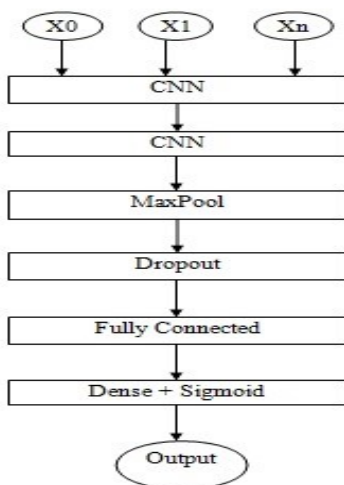 X0 X1 Xn
CNN
CNN
MaxPool
Dropout
Fully Connected
Dense + Sigmoid
Output